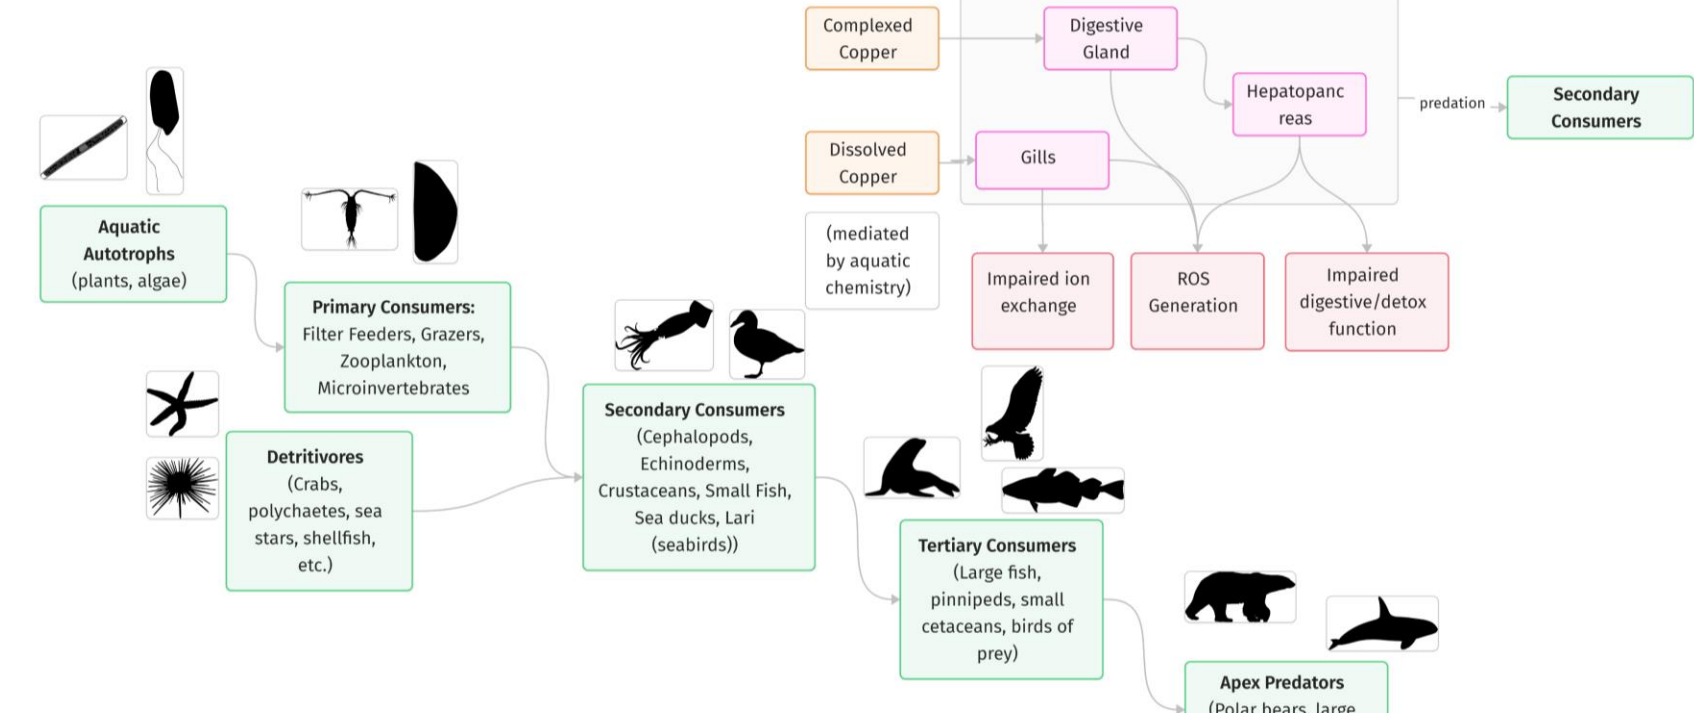 Complexed
Copper
Digestive
Gland
Hepatopanc
reas
predation
Secondary
Consumers
Dissolved
Copper
Gills
(mediated
by aquatic
chemistry)
Impaired ion
exchange
ROS
Generation
Impaired
digestive/detox
function
Aquatic
Autotrophs
(plants, algae)
Primary Consumers:
Filter Feeders, Grazers,
Zooplankton,
Microinvertebrates
Detritivores
(Crabs,
polychaetes, sea
stars, shellfish,
etc.)
Secondary Consumers
(Cephalopods,
Echinoderms,
Crustaceans, Small Fish,
Sea ducks, Lari
(seabirds))
Tertiary Consumers
(Large fish,
pinnipeds, small
cetaceans, birds of
prey)
Apex Predators
(Polar bears, large